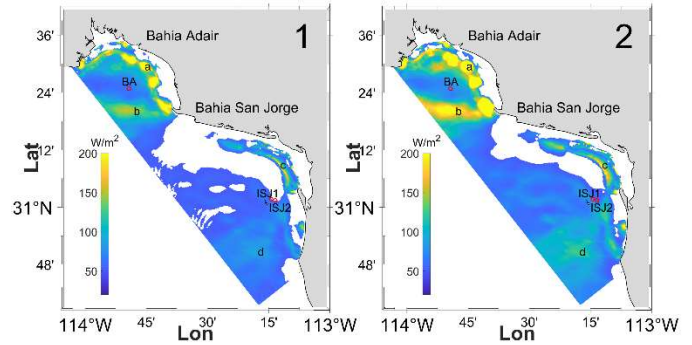 1
36'
Bahia Adair
a
BA
24'
b
Bahia San Jorge
W/m²
12'
200
c
150
Lat
ISJ1
31°N
ISJ2
100
d
48'
50
114°W 45' 30' 15' 113°W
Lon
2
36'
Bahia Adair
a
BA
24'
b
Bahia San Jorge
W/m²
12'
200
c
150
Lat
ISJ1
31°N
ISJ2
100
d
48'
50
114°W 45' 30' 15' 113°W
Lon